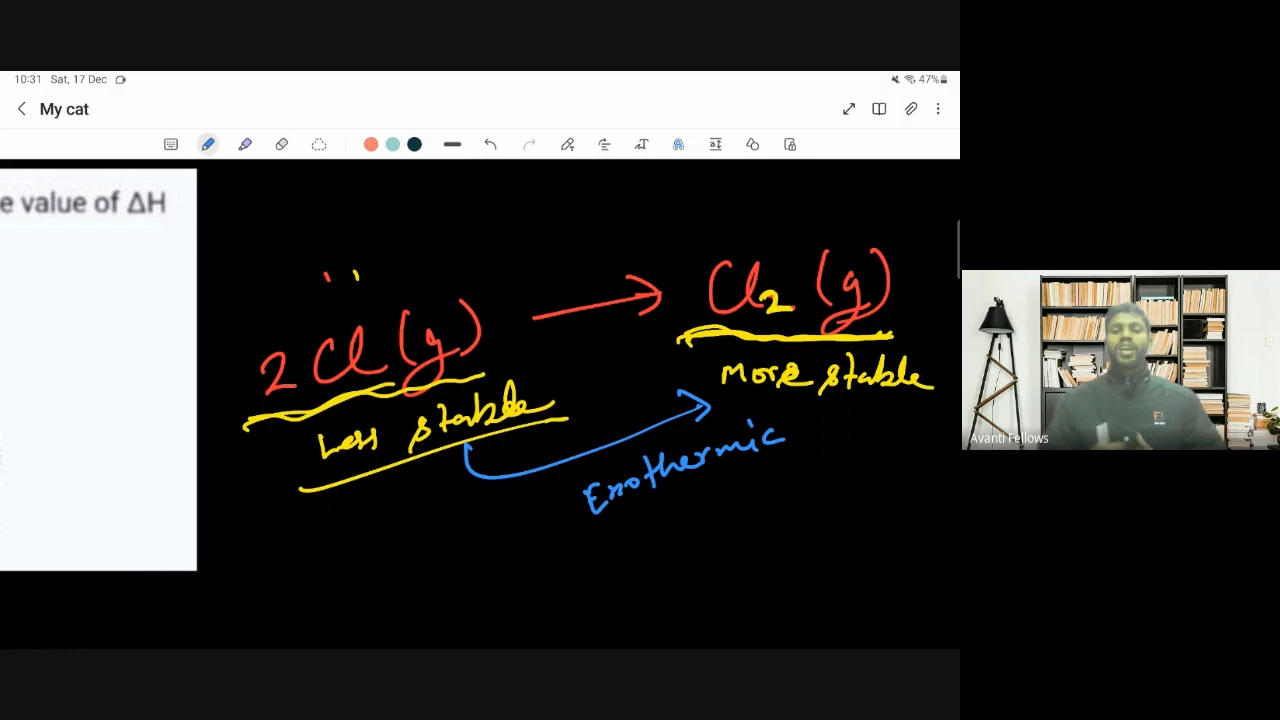 10:31 Sat, 17 Dec
47%
My cat
e value of ΔH
2 Cl (g) → Cl2 (g)
Less stable
more stable
Exothermic
Avanti Fellows